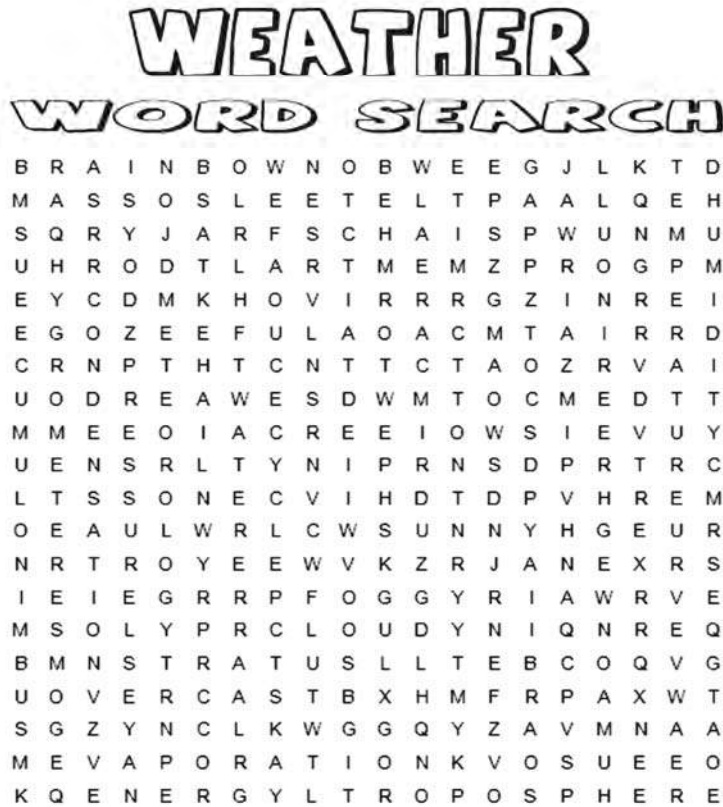 WEATHER
WORD SEARCH
B R A I N B O W N O B W E E G J L K T D
M A S S O S L E E T E L T P A A L Q E H
S Q R Y J A R F S C H A I S P W U N M U
U H R O D T L A R T M E M Z P R O G P M
E Y C D M K H O V I R R R G Z I N R E I
E G O Z E E F U L A O A C M T A I R R D
C R N P T H T C N T T C T A O Z R V A I
U O D R E A W E S D W M T O C M E D T T
M M E E O I A C R E E I O W S I E V U Y
U E N S R L T Y N I P R N S D P R T R C
L T S S O N E C V I H D T D P V H R E M
O E A U L W R L C W S U N N Y H G E U R
N R T R O Y E E W V K Z R J A N E X R S
I E I E G R R P F O G G Y R I A W R V E
M S O L Y P R C L O U D Y N I Q N R E Q
B M N S T R A T U S L L T E B C O Q V G
U O V E R C A S T B X H M F R P A X W T
S G Z Y N C L K W G G Q Y Z A V M N A A
M E V A P O R A T I O N K V O S U E E O
K Q E N E R G Y L T R O P O S P H E R E